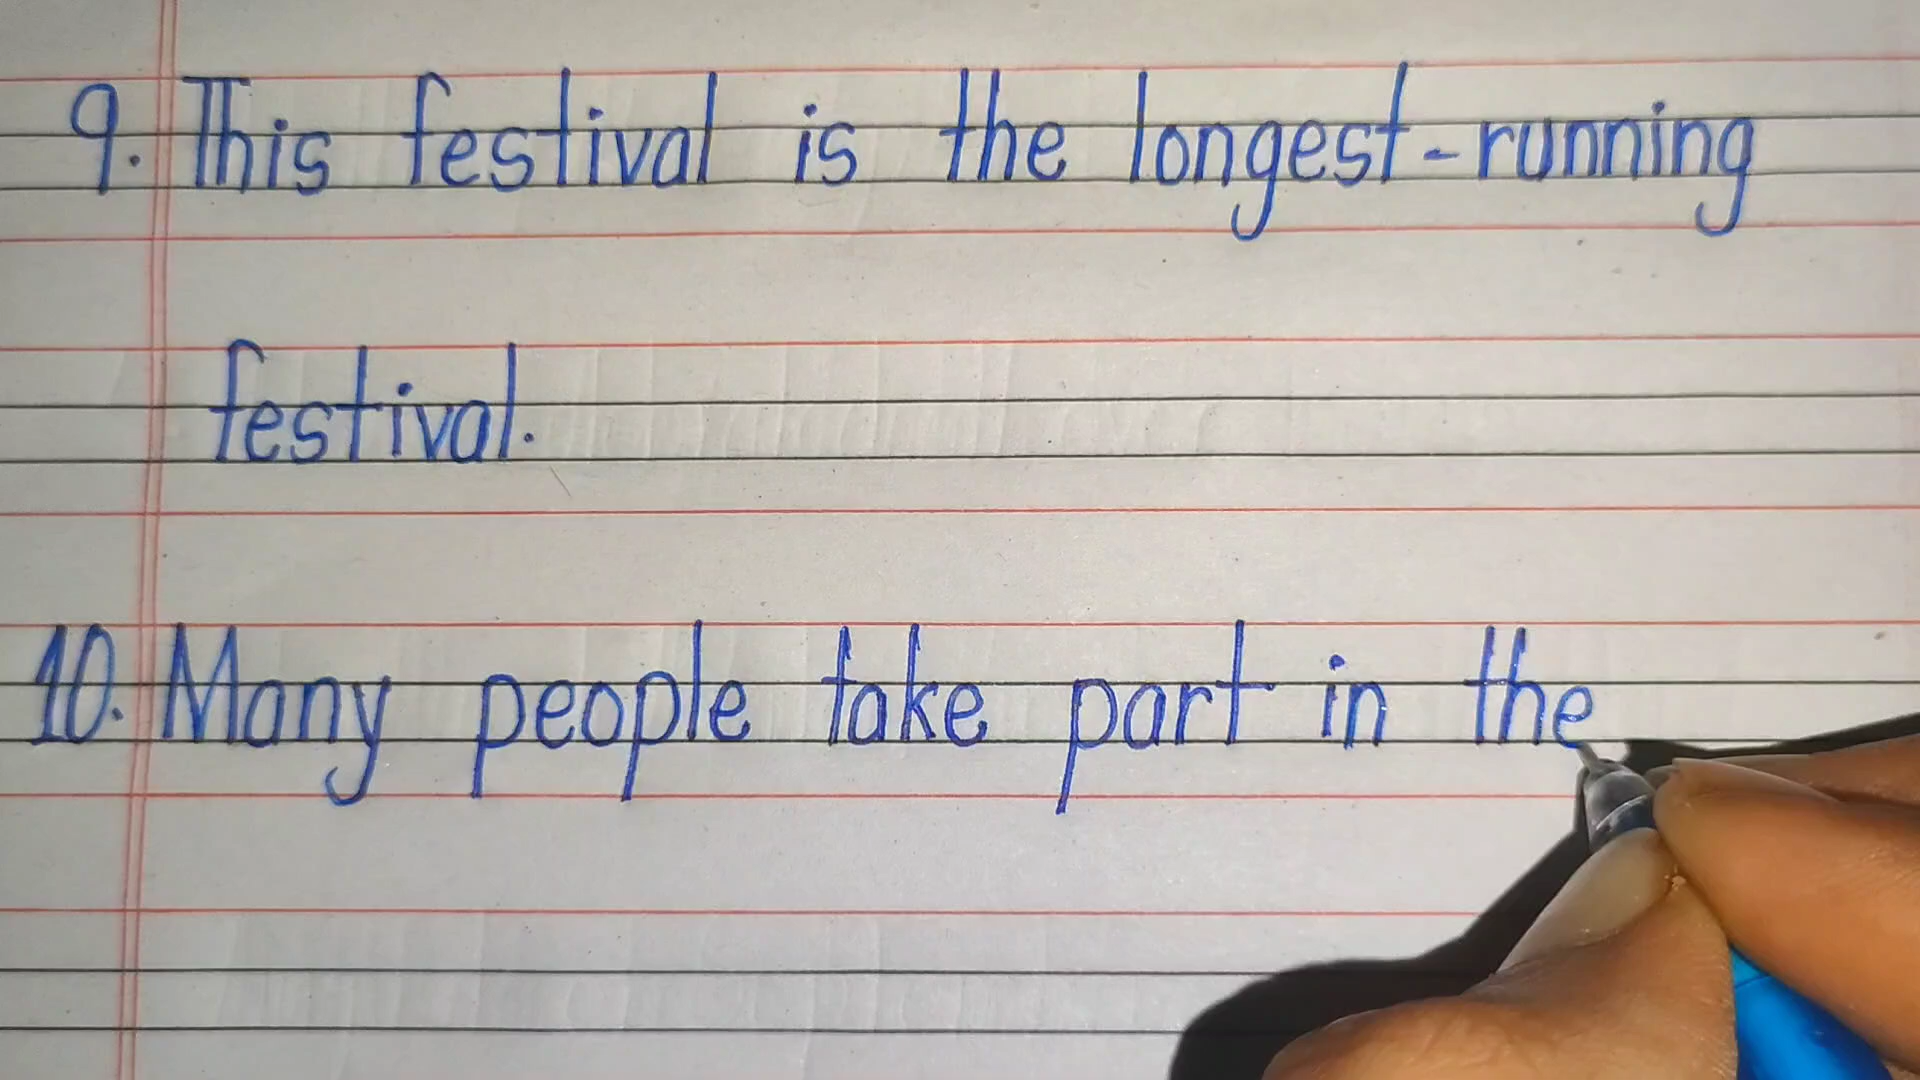 9. This festival is the longest-running
festival.
10. Many people take part in the